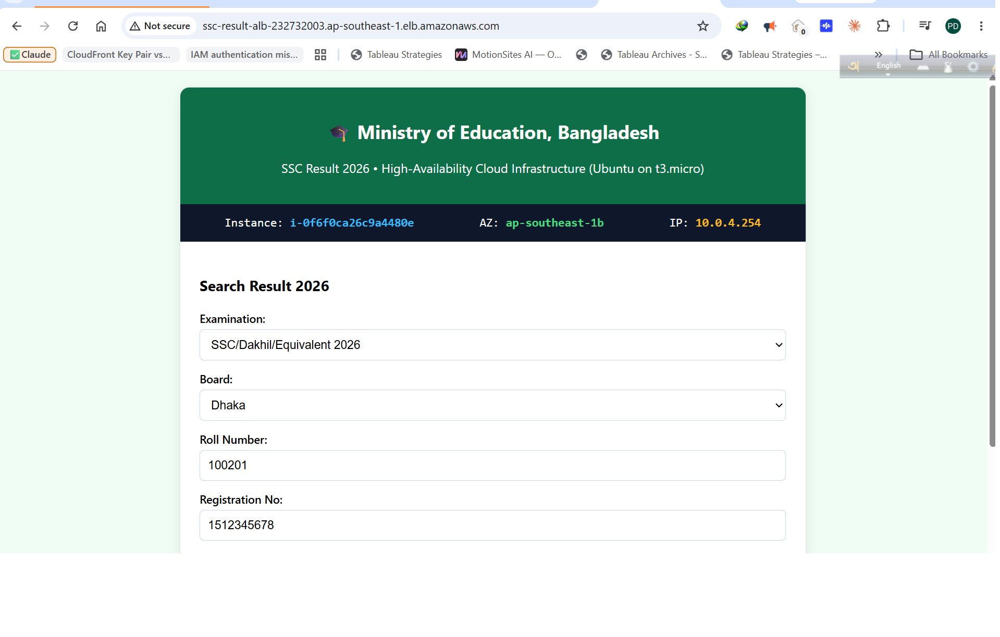 Not secure ssc-result-alb-232732003.ap-southeast-1.elb.amazonaws.com 0 PD
Claude CloudFront Key Pair vs... IAM authentication mis... Tableau Strategies MotionSites AI — O... Tableau Archives - S... Tableau Strategies –... » All Bookmarks
অ English
Ministry of Education, Bangladesh
SSC Result 2026 • High-Availability Cloud Infrastructure (Ubuntu on t3.micro)
Instance: i-0f6f0ca26c9a4480e AZ: ap-southeast-1b IP: 10.0.4.254
Search Result 2026
Examination:
SSC/Dakhil/Equivalent 2026
Board:
Dhaka
Roll Number:
100201
Registration No:
1512345678